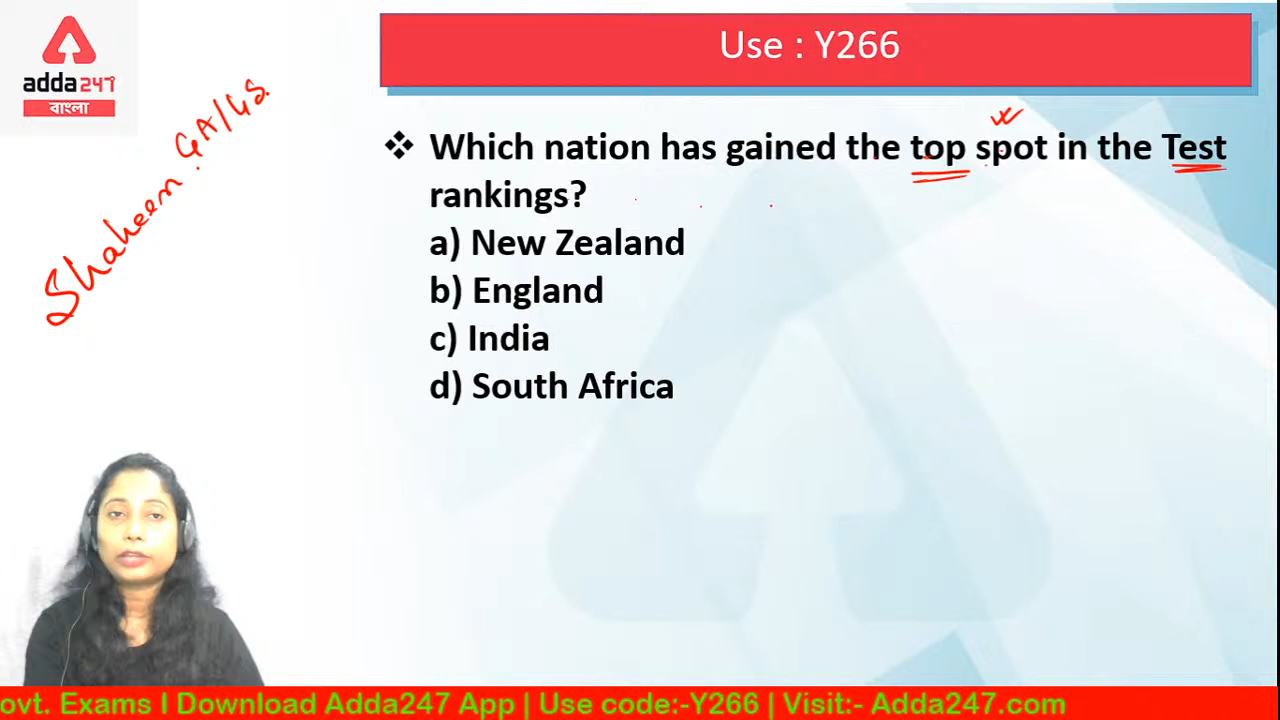 adda247
বাংলা
Shaheen. GA/GS.
Use : Y266
❖ Which nation has gained the top spot in the Test
rankings?
a) New Zealand
b) England
c) India
d) South Africa
ovt. Exams I Download Adda247 App | Use code:-Y266 | Visit:- Adda247.com